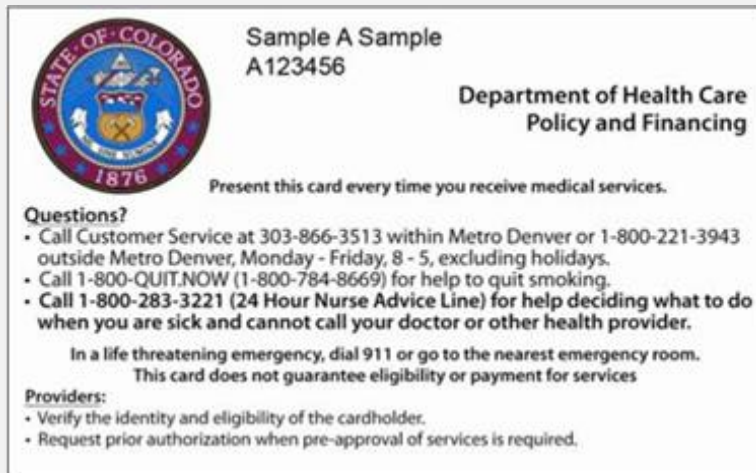 STATE OF COLORADO
1876
Sample A Sample
A123456
Department of Health Care
Policy and Financing
Present this card every time you receive medical services.
Questions?
• Call Customer Service at 303-866-3513 within Metro Denver or 1-800-221-3943
outside Metro Denver, Monday - Friday, 8 - 5, excluding holidays.
• Call 1-800-QUIT.NOW (1-800-784-8669) for help to quit smoking.
• Call 1-800-283-3221 (24 Hour Nurse Advice Line) for help deciding what to do
when you are sick and cannot call your doctor or other health provider.
In a life threatening emergency, dial 911 or go to the nearest emergency room.
This card does not guarantee eligibility or payment for services
Providers:
• Verify the identity and eligibility of the cardholder.
• Request prior authorization when pre-approval of services is required.